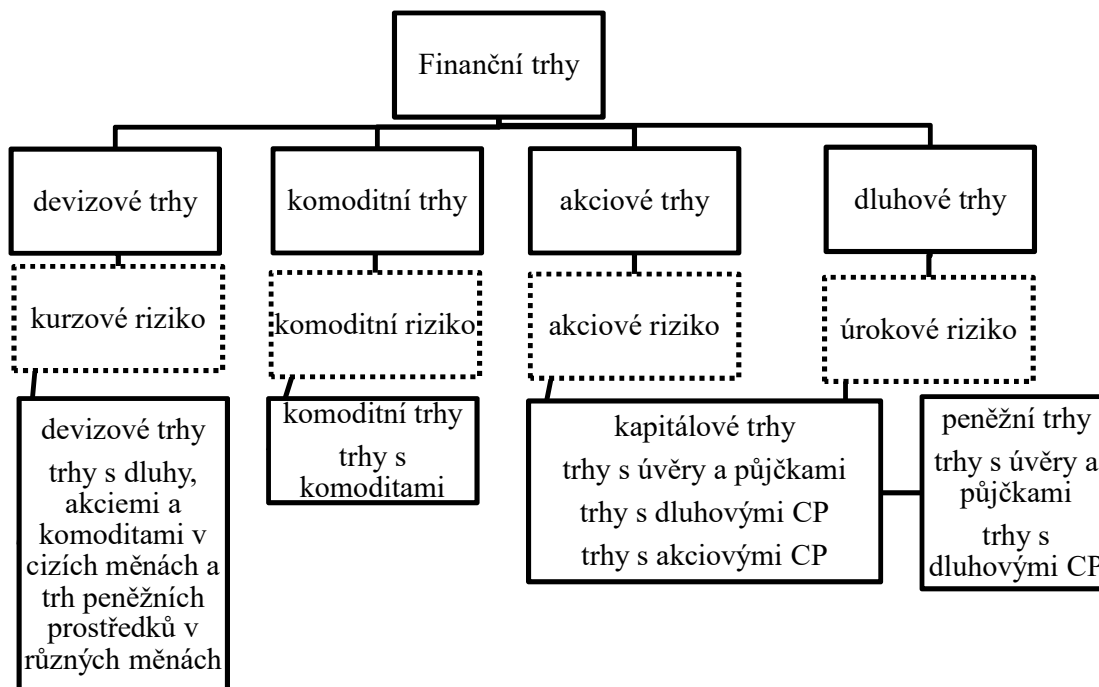 Finanční trhy
devizové trhy
komoditní trhy
akciové trhy
dluhové trhy
kurzové riziko
komoditní riziko
akciové riziko
úrokové riziko
devizové trhy
trhy s dluhy,
akciemi a
komoditami v
cizích měnách a
trh peněžních
prostředků v
různých měnách
komoditní trhy
trhy s
komoditami
kapitálové trhy
trhy s úvěry a půjčkami
trhy s dluhovými CP
trhy s akciovými CP
peněžní trhy
trhy s úvěry a
půjčkami
trhy s
dluhovými CP